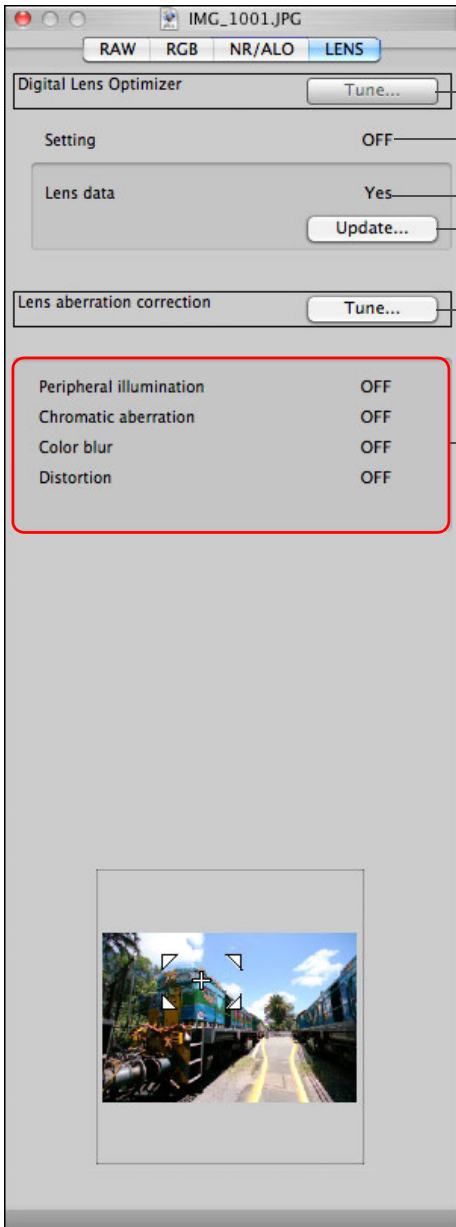 IMG_1001.JPG
RAW RGB NR/ALO LENS
Digital Lens Optimizer Tune...
Setting OFF
Lens data Yes
Update...
Lens aberration correction Tune...
Peripheral illumination OFF
Chromatic aberration OFF
Color blur OFF
Distortion OFF